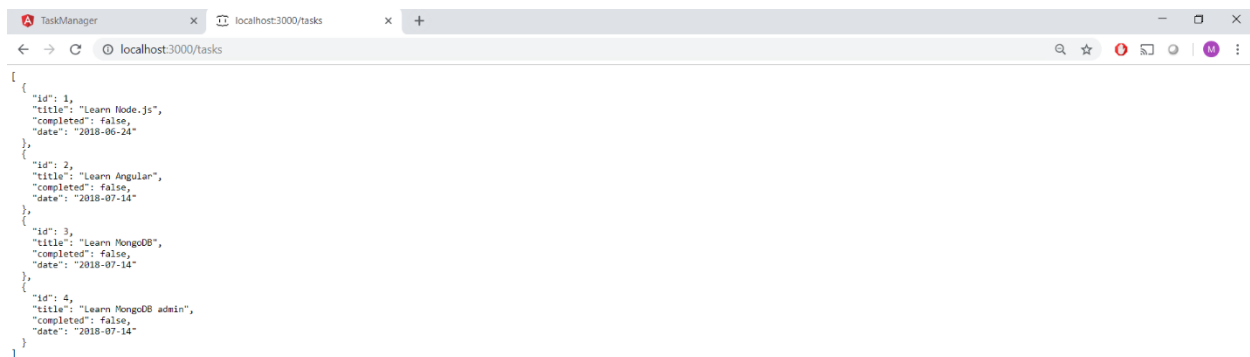 TaskManager
localhost:3000/tasks
localhost:3000/tasks
M
[
  {
    "id": 1,
    "title": "Learn Node.js",
    "completed": false,
    "date": "2018-06-24"
  },
  {
    "id": 2,
    "title": "Learn Angular",
    "completed": false,
    "date": "2018-07-14"
  },
  {
    "id": 3,
    "title": "Learn MongoDB",
    "completed": false,
    "date": "2018-07-14"
  },
  {
    "id": 4,
    "title": "Learn MongoDB admin",
    "completed": false,
    "date": "2018-07-14"
  }
]